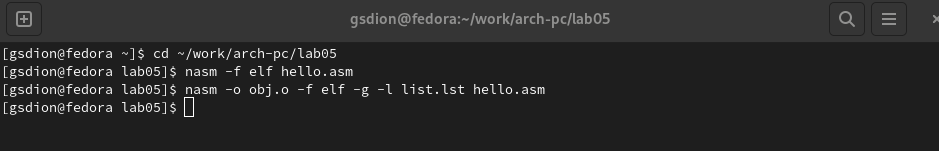 gsdion@fedora:~/work/arch-pc/lab05
[gsdion@fedora ~]$ cd ~/work/arch-pc/lab05
[gsdion@fedora lab05]$ nasm -f elf hello.asm
[gsdion@fedora lab05]$ nasm -o obj.o -f elf -g -l list.lst hello.asm
[gsdion@fedora lab05]$